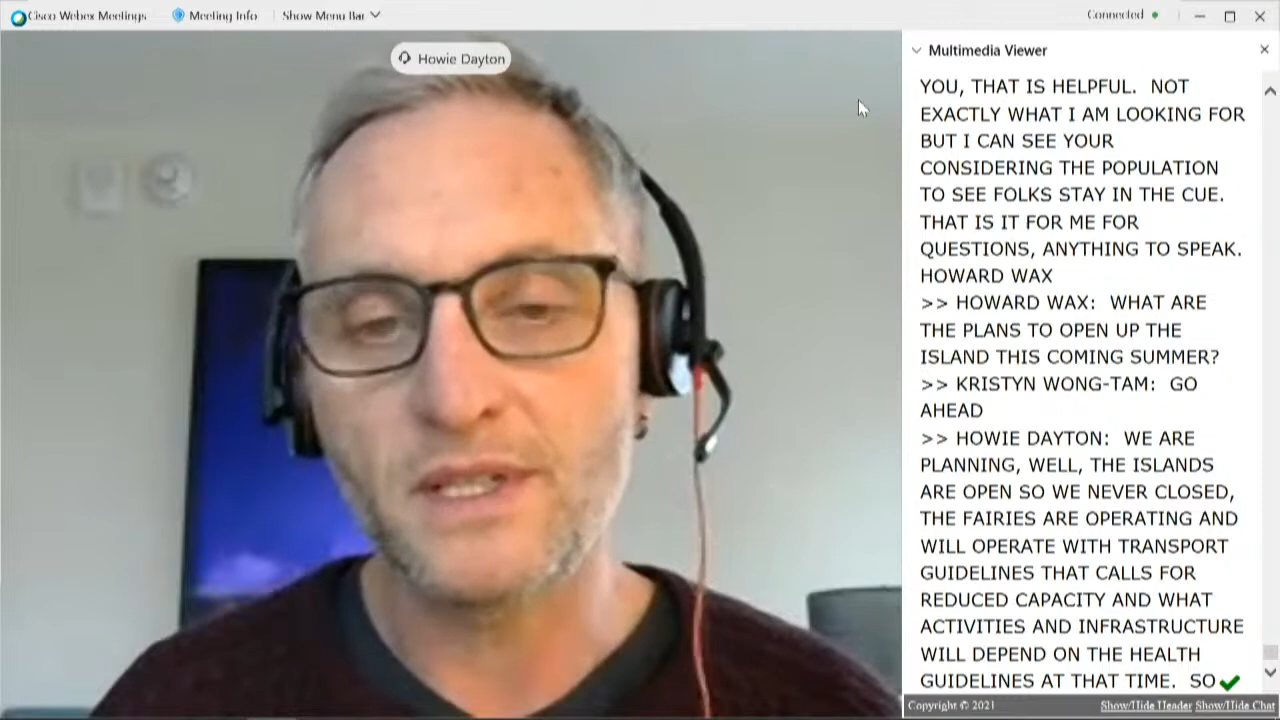 Cisco Webex Meetings
Meeting Info
Show Menu Bar
Connected
Howie Dayton
Multimedia Viewer
YOU, THAT IS HELPFUL. NOT
EXACTLY WHAT I AM LOOKING FOR
BUT I CAN SEE YOUR
CONSIDERING THE POPULATION
TO SEE FOLKS STAY IN THE CUE.
THAT IS IT FOR ME FOR
QUESTIONS, ANYTHING TO SPEAK.
HOWARD WAX
>> HOWARD WAX: WHAT ARE
THE PLANS TO OPEN UP THE
ISLAND THIS COMING SUMMER?
>> KRISTYN WONG-TAM: GO
AHEAD
>> HOWIE DAYTON: WE ARE
PLANNING, WELL, THE ISLANDS
ARE OPEN SO WE NEVER CLOSED,
THE FAIRIES ARE OPERATING AND
WILL OPERATE WITH TRANSPORT
GUIDELINES THAT CALLS FOR
REDUCED CAPACITY AND WHAT
ACTIVITIES AND INFRASTRUCTURE
WILL DEPEND ON THE HEALTH
GUIDELINES AT THAT TIME. SO
Copyright © 2021
Show/Hide Header Show/Hide Chat